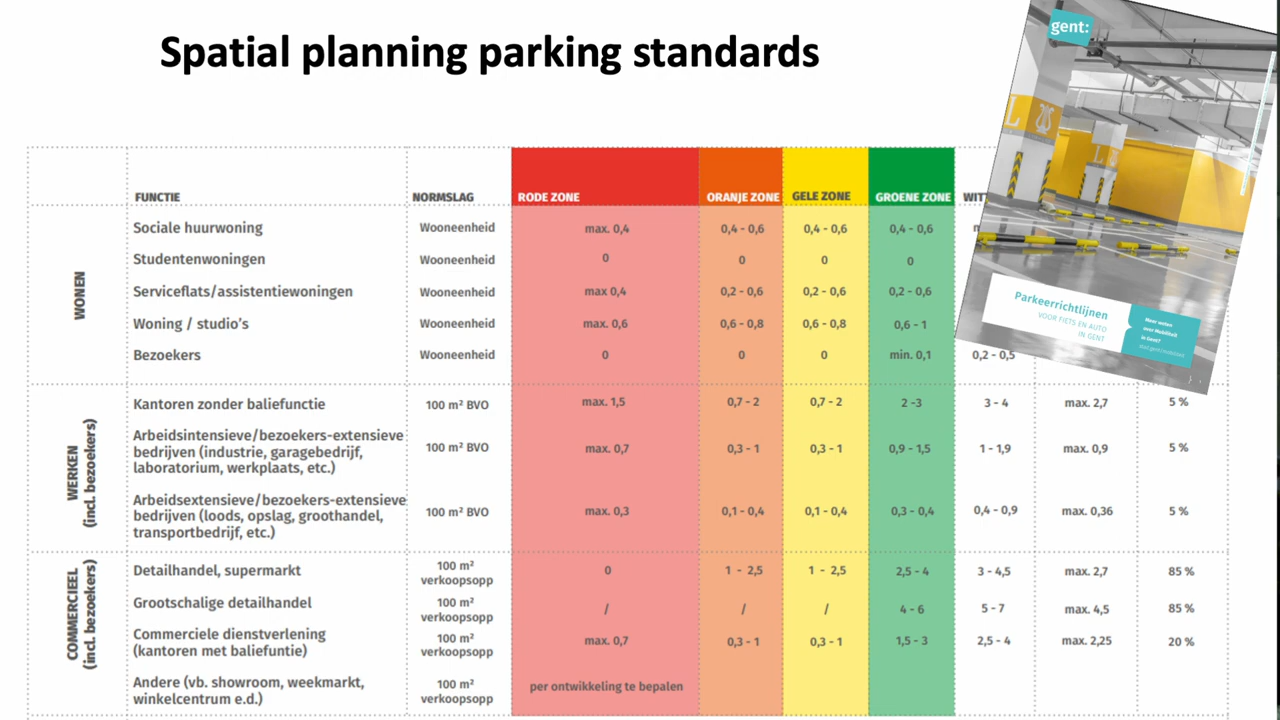 Spatial planning parking standards
gent:
FUNCTIE NORMSLAG RODE ZONE ORANJE ZONE GELE ZONE GROENE ZONE
WONEN
Sociale huurwoning Wooneenheid max. 0,4 0,4 - 0,6 0,4 - 0,6 0,4 - 0,6
Studentenwoningen Wooneenheid 0 0 0 0
Serviceflats/assistentiewoningen Wooneenheid max 0,4 0,2 - 0,6 0,2 - 0,6 0,2 - 0,6
Woning / studio's Wooneenheid max. 0,6 0,6 - 0,8 0,6 - 0,8 0,6 - 1
Bezoekers Wooneenheid 0 0 0 min. 0,1 0,2 - 0,5
WERKEN
(incl. bezoekers)
Kantoren zonder baliefunctie 100 m² BVO max. 1,5 0,7 - 2 0,7 - 2 2 -3 3 - 4 max. 2,7 5 %
Arbeidsintensieve/bezoekers-extensieve
bedrijven (industrie, garagebedrijf, 100 m² BVO max. 0,7 0,3 - 1 0,3 - 1 0,9 - 1,5 1 - 1,9 max. 0,9 5 %
laboratorium, werkplaats, etc.)
Arbeidsextensieve/bezoekers-extensieve
bedrijven (loods, opslag, groothandel, 100 m² BVO max. 0,3 0,1 - 0,4 0,1 - 0,4 0,3 - 0,4 0,4 - 0,9 max. 0,36 5 %
transportbedrijf, etc.)
COMMERCIEEL
(incl. bezoekers)
Detailhandel, supermarkt 100 m² 0 1 - 2,5 1 - 2,5 2,5 - 4 3 - 4,5 max. 2,7 85 %
verkoopsopp
Grootschalige detailhandel 100 m² / / / 4 - 6 5 - 7 max. 4,5 85 %
verkoopsopp
Commerciele dienstverlening 100 m² max. 0,7 0,3 - 1 0,3 - 1 1,5 - 3 2,5 - 4 max. 2,25 20 %
(kantoren met baliefuntie) verkoopsopp
Andere (vb. showroom, weekmarkt, 100 m² per ontwikkeling te bepalen
winkelcentrum e.d.) verkoopsopp
Parkeerrichtlijnen
VOOR FIETS EN AUTO
IN GENT
Meer weten
over Mobiliteit
in Gent?